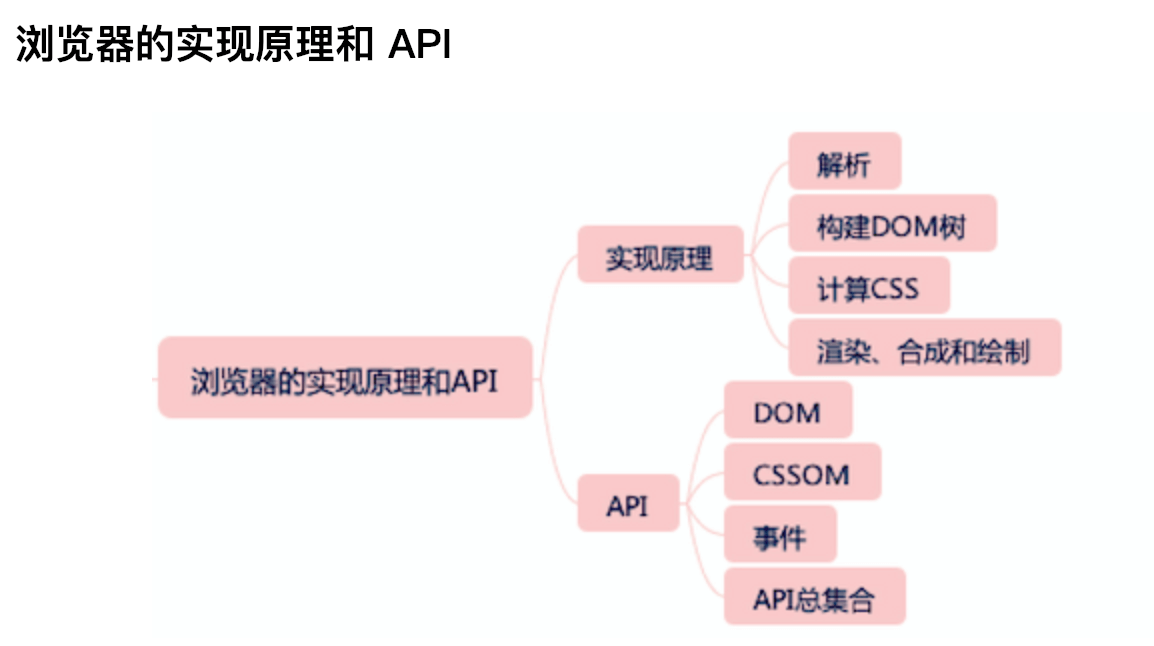 浏览器的实现原理和 API
浏览器的实现原理和API
实现原理
解析
构建DOM树
计算CSS
渲染、合成和绘制
API
DOM
CSSOM
事件
API总集合